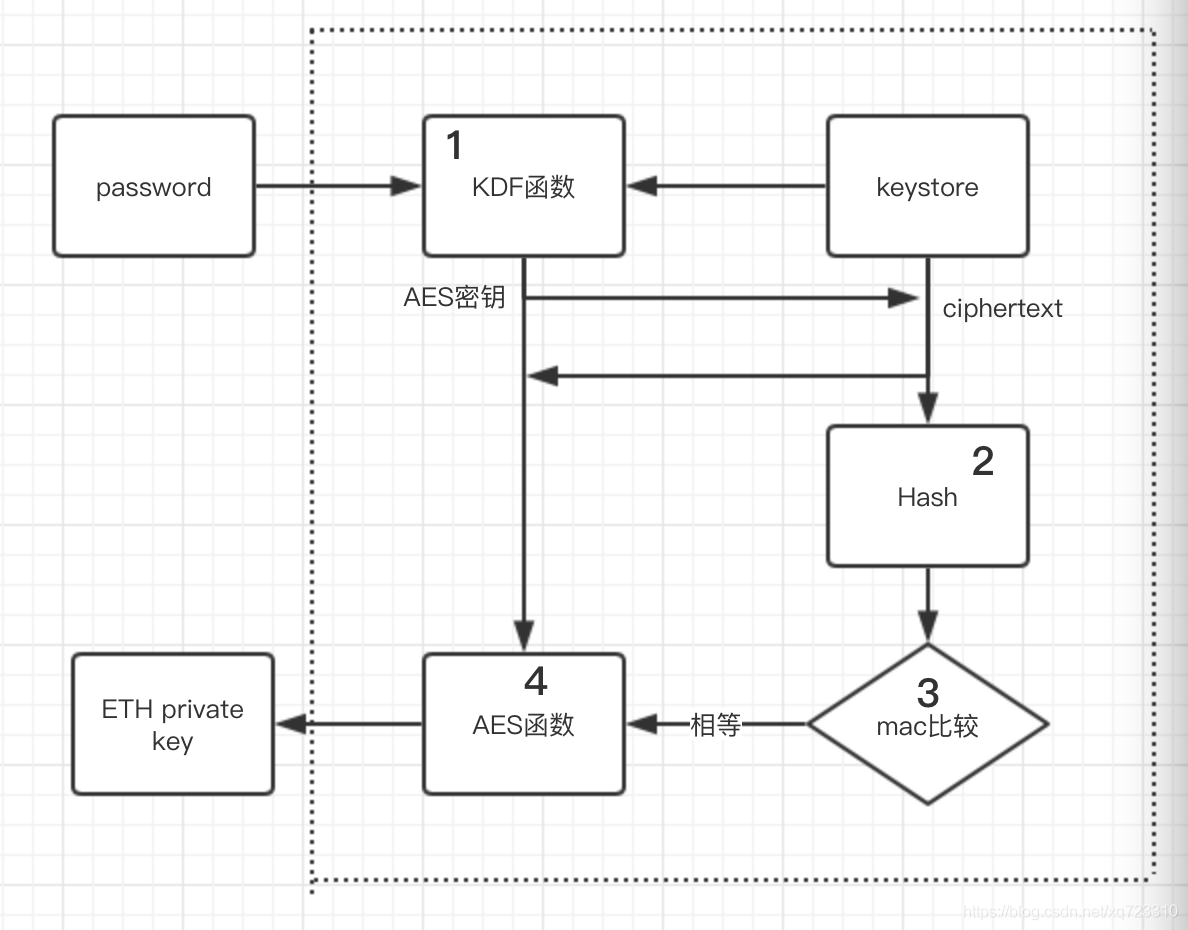 password
1
KDF函数
keystore
AES密钥
ciphertext
2
Hash
ETH private
key
4
AES函数
相等
3
mac比较
https://blog.csdn.net/xq723310